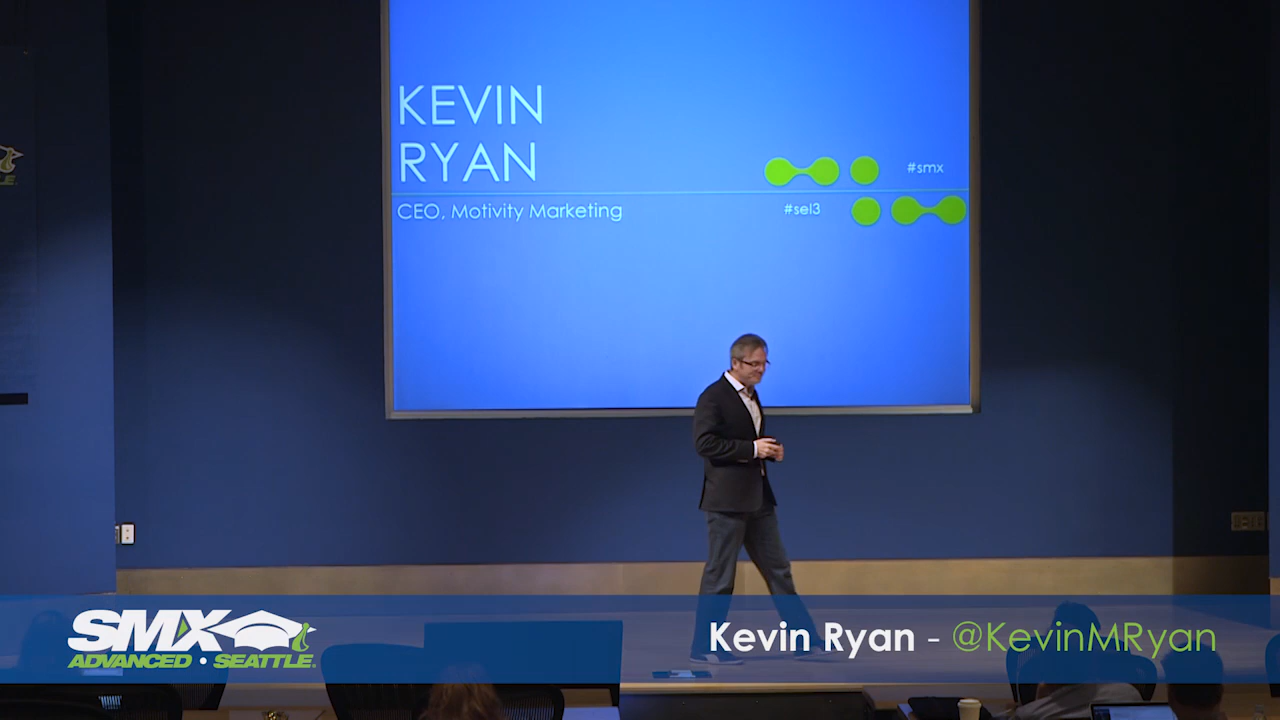 KEVIN
RYAN
#smx
CEO, Motivity Marketing
#sel3
SMX
ADVANCED • SEATTLE
Kevin Ryan - @KevinMRyan